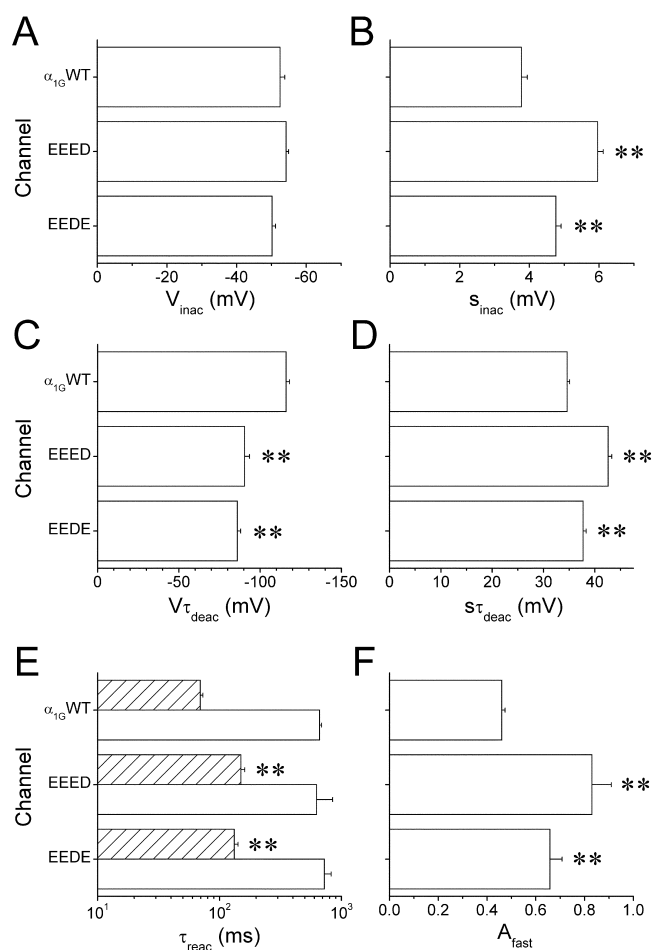 A
B
Channel
α1GWT
EEED
**
EEDE
**
0 -20 -40 -60
0 2 4 6
Vinac (mV)
sinac (mV)
C
D
Channel
α1GWT
EEED
**
**
EEDE
**
**
0 -50 -100 -150
0 10 20 30 40
Vτdeac (mV)
sτdeac (mV)
E
F
Channel
α1GWT
EEED
**
**
EEDE
**
**
10¹ 10² 10³
0.0 0.2 0.4 0.6 0.8 1.0
τreac (ms)
Afast